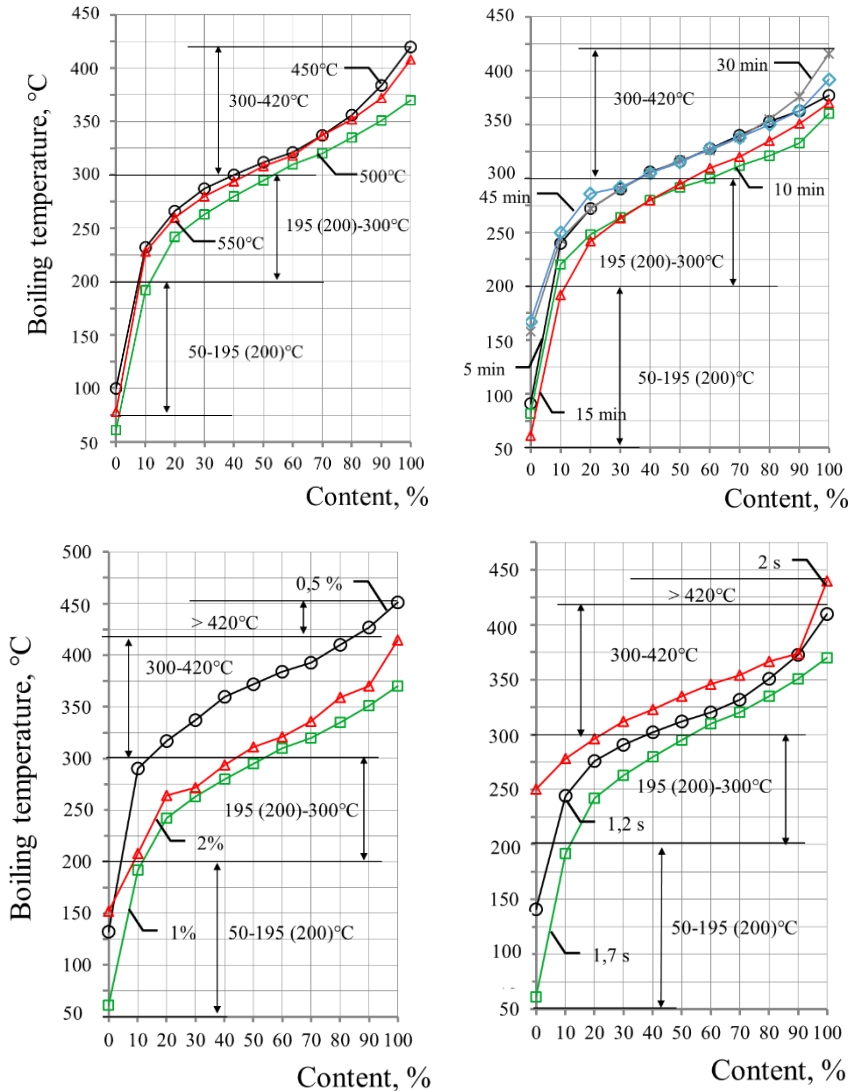 Boiling temperature, °C
450
400
350
300
250
200
150
100
50
450°C
300-420°C
500°C
195 (200)-300°C
550°C
50-195 (200)°C
0 10 20 30 40 50 60 70 80 90 100
Content, %
450
400
350
300
250
200
150
100
50
30 min
300-420°C
10 min
45 min
195 (200)-300°C
50-195 (200)°C
5 min
15 min
0 10 20 30 40 50 60 70 80 90 100
Content, %
Boiling temperature, °C
500
450
400
350
300
250
200
150
100
50
0,5 %
> 420°C
300-420°C
195 (200)-300°C
2%
1%
50-195 (200)°C
0 10 20 30 40 50 60 70 80 90 100
Content, %
450
400
350
300
250
200
150
100
50
2 s
> 420°C
300-420°C
195 (200)-300°C
1,2 s
50-195 (200)°C
1,7 s
0 10 20 30 40 50 60 70 80 90 100
Content, %